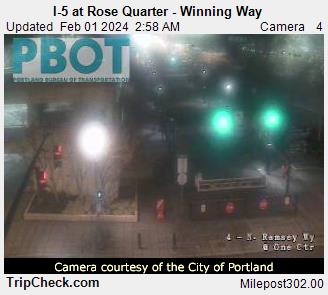 I-5 at Rose Quarter - Winning Way
Updated  Feb 01 2024  2:58 AM Camera  4
PBOT
PORTLAND BUREAU OF TRANSPORTATION
4 - N. Ramsey Wy
@ One Ctr
Camera courtesy of the City of Portland
TripCheck.com Milepost302.00